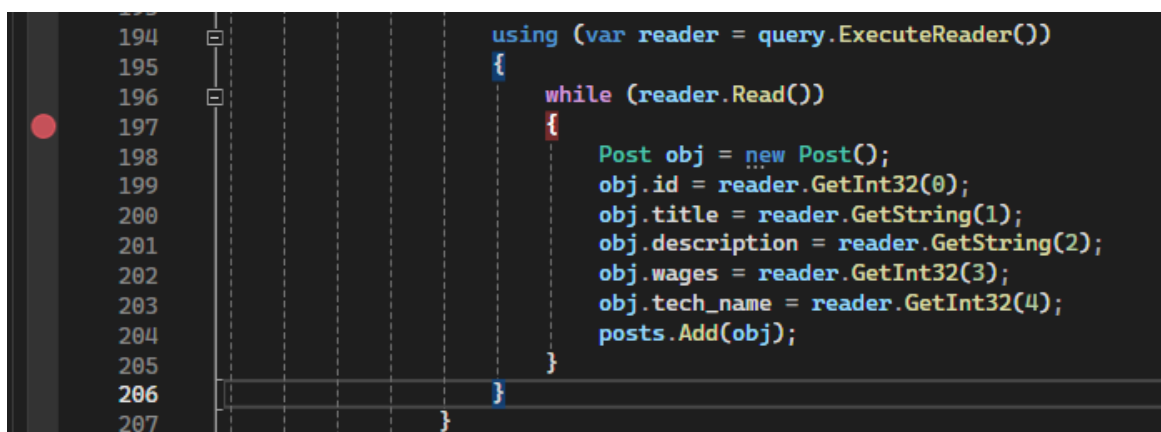 194 using (var reader = query.ExecuteReader())
195 {
196 while (reader.Read())
197 {
198 Post obj = new Post();
199 obj.id = reader.GetInt32(0);
200 obj.title = reader.GetString(1);
201 obj.description = reader.GetString(2);
202 obj.wages = reader.GetInt32(3);
203 obj.tech_name = reader.GetInt32(4);
204 posts.Add(obj);
205 }
206 }
207 }